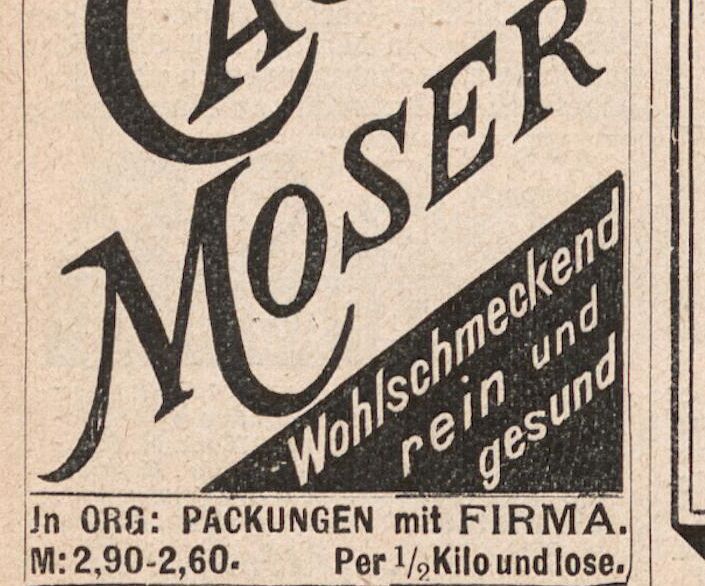 MOSER
Wohlschmeckend
rein und
gesund
Jn ORG: PACKUNGEN mit FIRMA.
M: 2,90-2,60. Per 1/2 Kilo und lose.